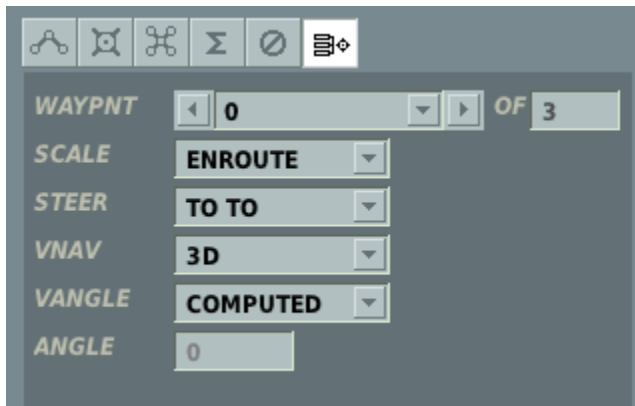 Σ
WAYPNT 0 OF 3
SCALE ENROUTE
STEER TO TO
VNAV 3D
VANGLE COMPUTED
ANGLE 0